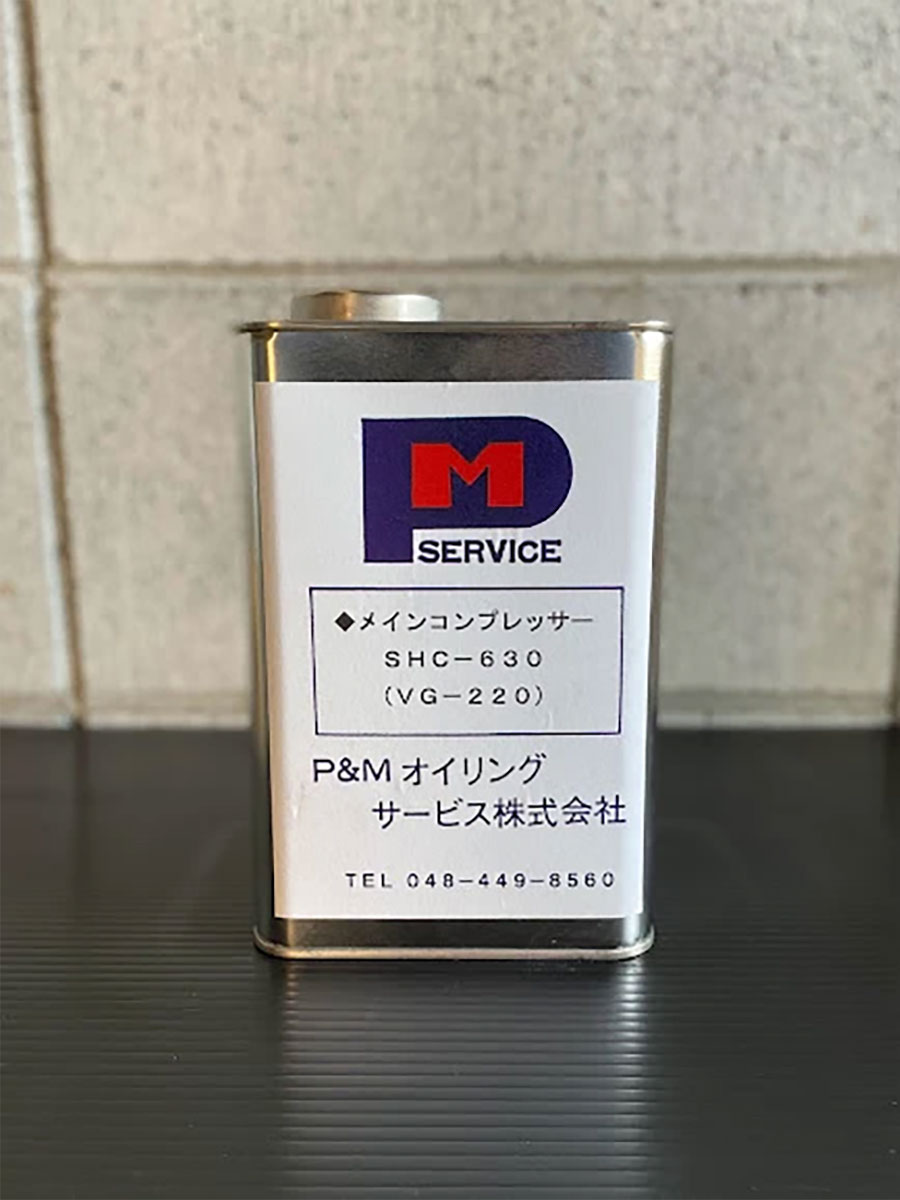 PM
SERVICE
◆メインコンプレッサー
SHC－630
(VG－220)
P&M オイリング
サービス株式会社
TEL 048－449－8560